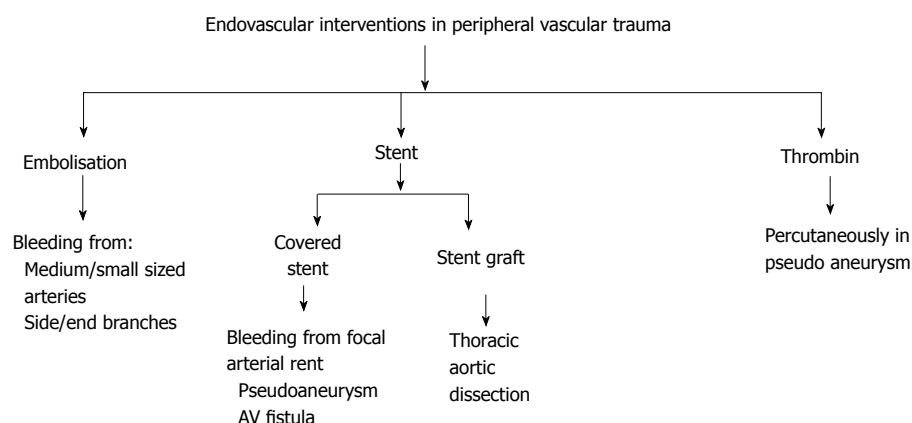 Endovascular interventions in peripheral vascular trauma
Embolisation
Stent
Thrombin
Bleeding from:
Medium/small sized
arteries
Side/end branches
Covered
stent
Stent graft
Percutaneously in
pseudo aneurysm
Bleeding from focal
arterial rent
Pseudoaneurysm
AV fistula
Thoracic
aortic
dissection